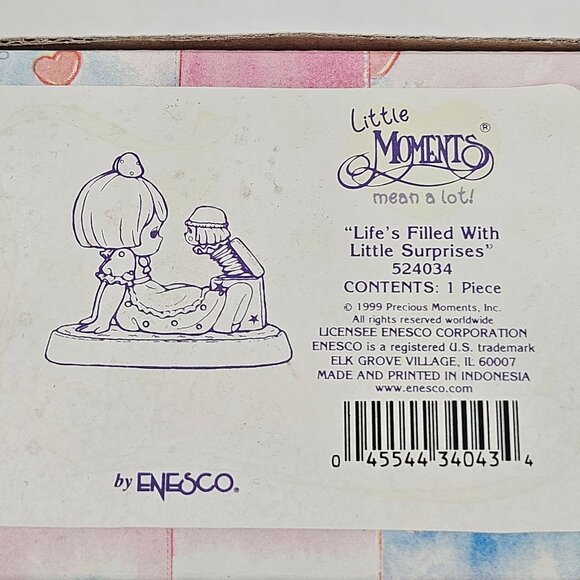 Little
MOMENTS®
mean a lot!
"Life's Filled With
Little Surprises"
524034
CONTENTS: 1 Piece
© 1999 Precious Moments, Inc.
All rights reserved worldwide
LICENSEE ENESCO CORPORATION
ENESCO is a registered U.S. trademark
ELK GROVE VILLAGE, IL 60007
MADE AND PRINTED IN INDONESIA
www.enesco.com
0 45544 34043 4
by ENESCO®